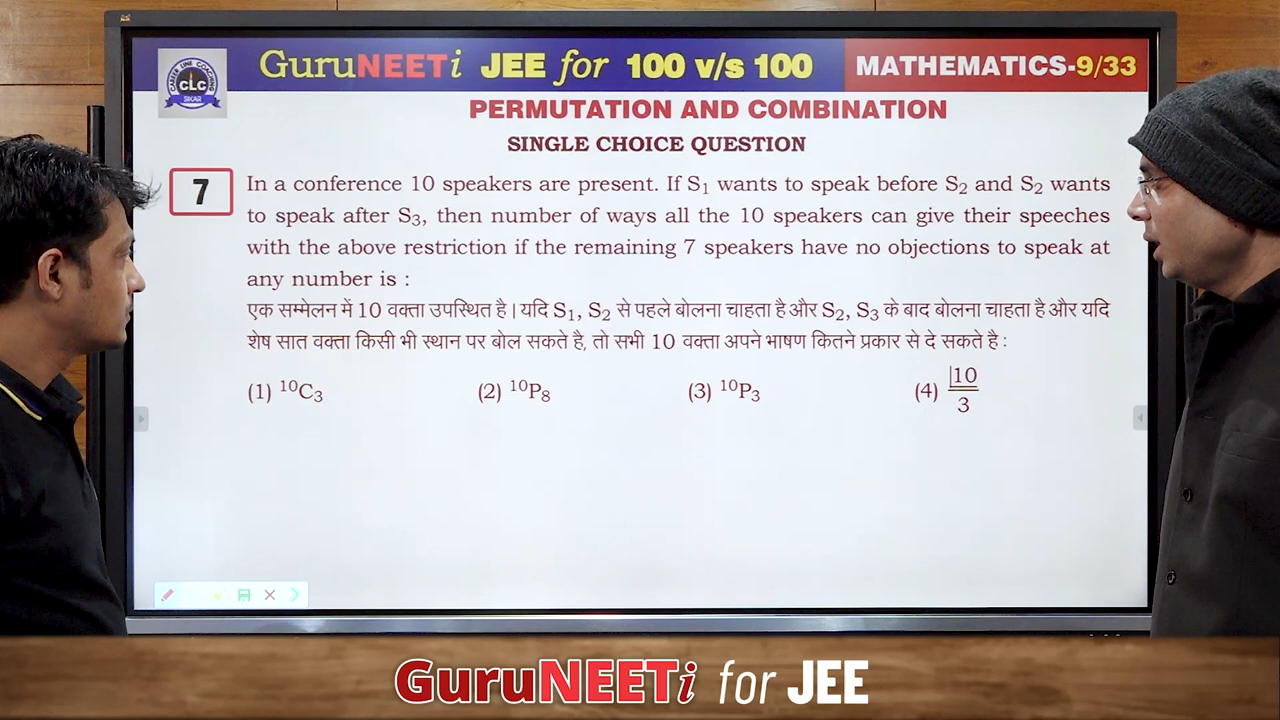 GuruNEETi JEE for 100 v/s 100
MATHEMATICS-9/33
CAREER LINE COACHING
CLC
SIKAR
PERMUTATION AND COMBINATION
SINGLE CHOICE QUESTION
7
In a conference 10 speakers are present. If S₁ wants to speak before S₂ and S₂ wants
to speak after S₃, then number of ways all the 10 speakers can give their speeches
with the above restriction if the remaining 7 speakers have no objections to speak at
any number is :
एक सम्मेलन में 10 वक्ता उपस्थित है। यदि S₁, S₂ से पहले बोलना चाहता है और S₂, S₃ के बाद बोलना चाहता है और यदि
शेष सात वक्ता किसी भी स्थान पर बोल सकते है, तो सभी 10 वक्ता अपने भाषण कितने प्रकार से दे सकते है :
(1) ¹⁰C₃ (2) ¹⁰P₈ (3) ¹⁰P₃ (4) |10/3
GuruNEETi for JEE